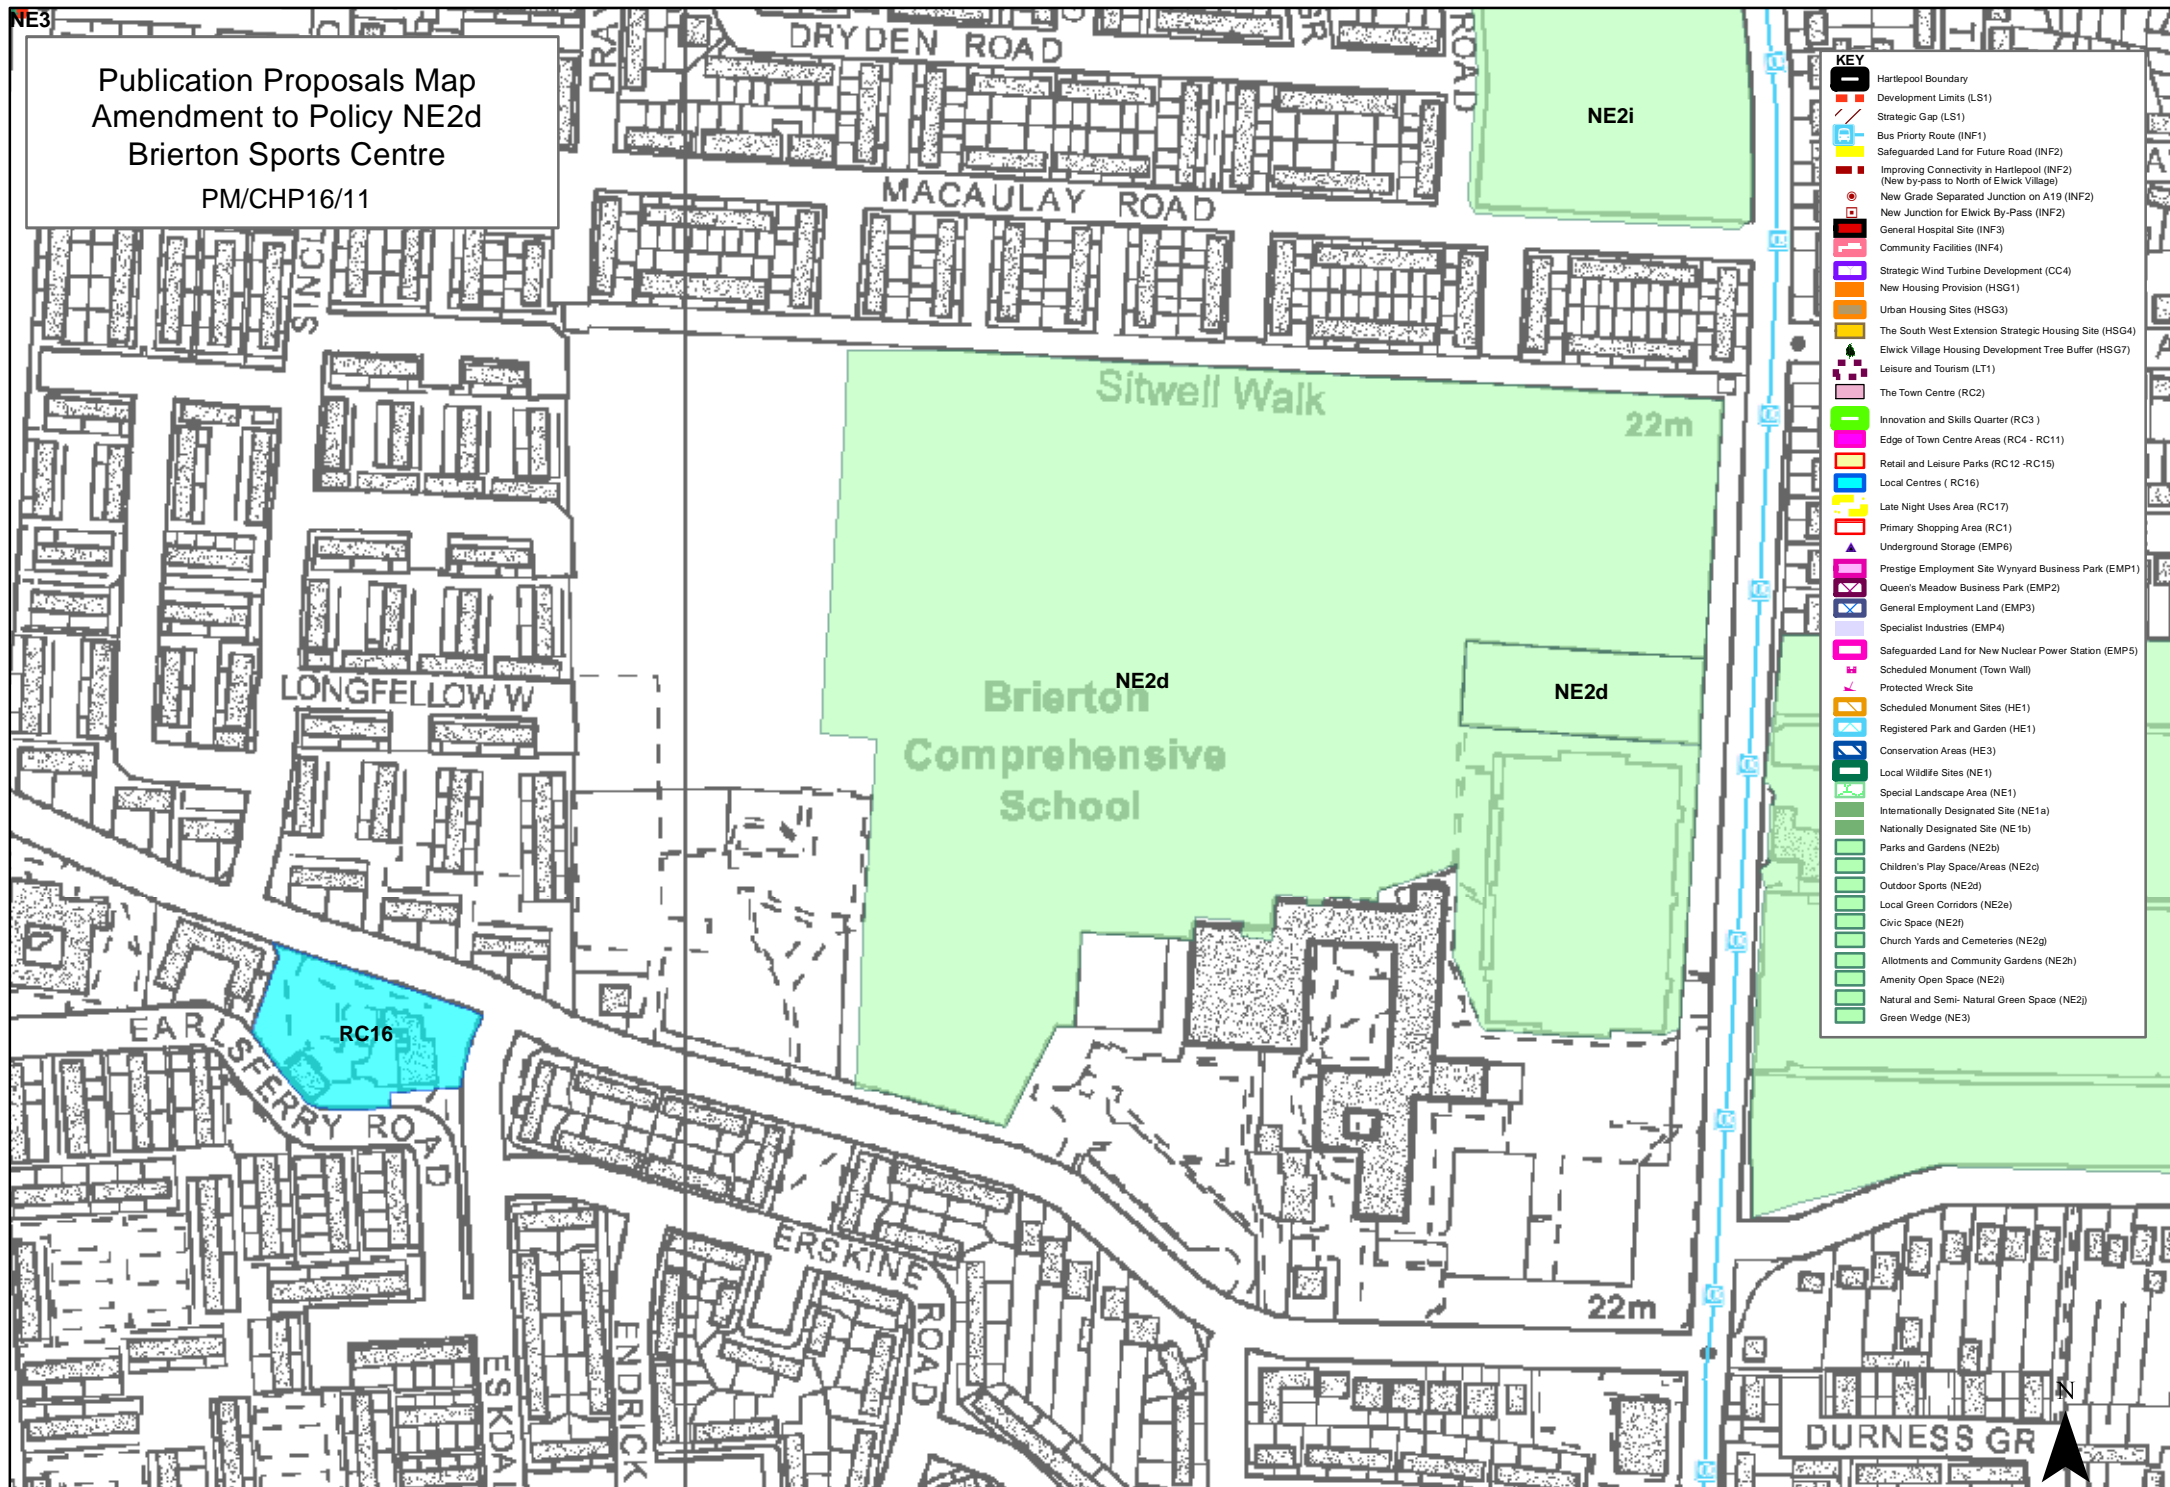 NE3
Publication Proposals Map
Amendment to Policy NE2d
Brierton Sports Centre
PM/CHP16/11
DRYDEN ROAD
ROAD
NE2i
MACAULAY ROAD
Sitwell Walk
22m
LONGFELLOW W
NE2d
Brierton
Comprehensive
School
NE2d
RC16
EARLSFERRY ROAD
ERSKINE ROAD
ENDRICK
ESKDAL
22m
DURNESS GR
N
KEY
Hartlepool Boundary
Development Limits (LS1)
Strategic Gap (LS1)
Bus Priorty Route (INF1)
Safeguarded Land for Future Road (INF2)
Improving Connectivity in Hartlepool (INF2)
(New by-pass to North of Elwick Village)
New Grade Separated Junction on A19 (INF2)
New Junction for Elwick By-Pass (INF2)
General Hospital Site (INF3)
Community Facilities (INF4)
Strategic Wind Turbine Development (CC4)
New Housing Provision (HSG1)
Urban Housing Sites (HSG3)
The South West Extension Strategic Housing Site (HSG4)
Elwick Village Housing Development Tree Buffer (HSG7)
Leisure and Tourism (LT1)
The Town Centre (RC2)
Innovation and Skills Quarter (RC3 )
Edge of Town Centre Areas (RC4 - RC11)
Retail and Leisure Parks (RC12 -RC15)
Local Centres ( RC16)
Late Night Uses Area (RC17)
Primary Shopping Area (RC1)
Underground Storage (EMP6)
Prestige Employment Site Wynyard Business Park (EMP1)
Queen's Meadow Business Park (EMP2)
General Employment Land (EMP3)
Specialist Industries (EMP4)
Safeguarded Land for New Nuclear Power Station (EMP5)
Scheduled Monument (Town Wall)
Protected Wreck Site
Scheduled Monument Sites (HE1)
Registered Park and Garden (HE1)
Conservation Areas (HE3)
Local Wildlife Sites (NE1)
Special Landscape Area (NE1)
Internationally Designated Site (NE1a)
Nationally Designated Site (NE1b)
Parks and Gardens (NE2b)
Children's Play Space/Areas (NE2c)
Outdoor Sports (NE2d)
Local Green Corridors (NE2e)
Civic Space (NE2f)
Church Yards and Cemeteries (NE2g)
Allotments and Community Gardens (NE2h)
Amenity Open Space (NE2i)
Natural and Semi- Natural Green Space (NE2j)
Green Wedge (NE3)